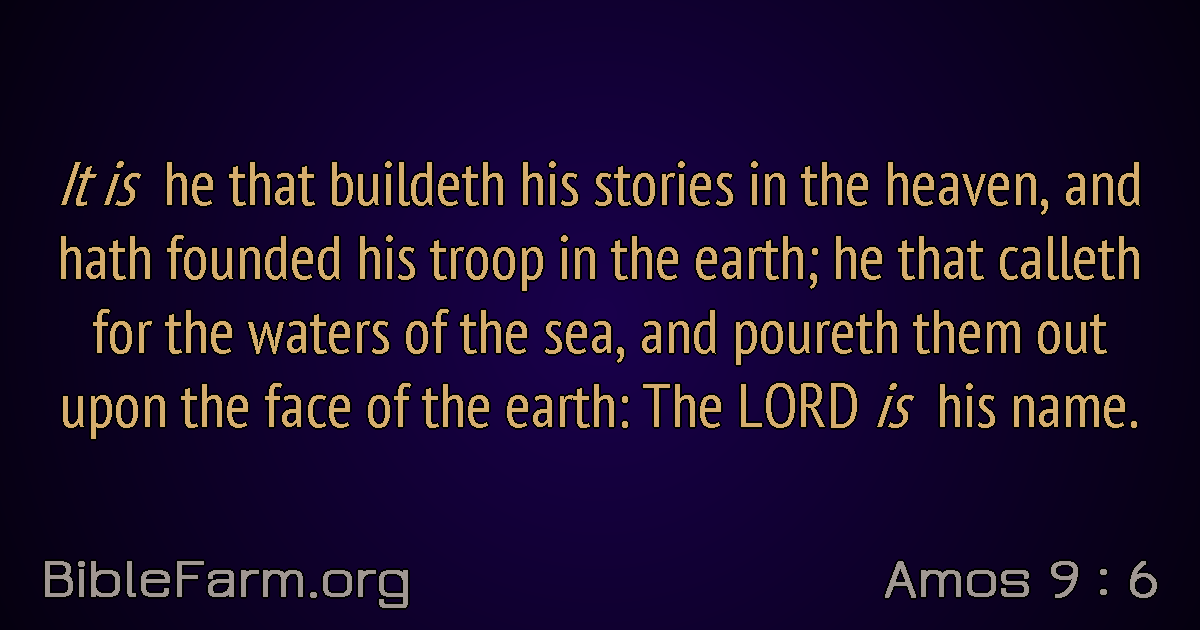 It is he that buildeth his stories in the heaven, and
hath founded his troop in the earth; he that calleth
for the waters of the sea, and poureth them out
upon the face of the earth: The LORD is his name.
BibleFarm.org
Amos 9 : 6